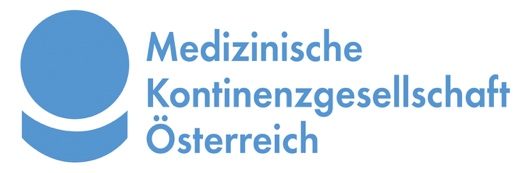 Medizinische
Kontinenzgesellschaft
Österreich